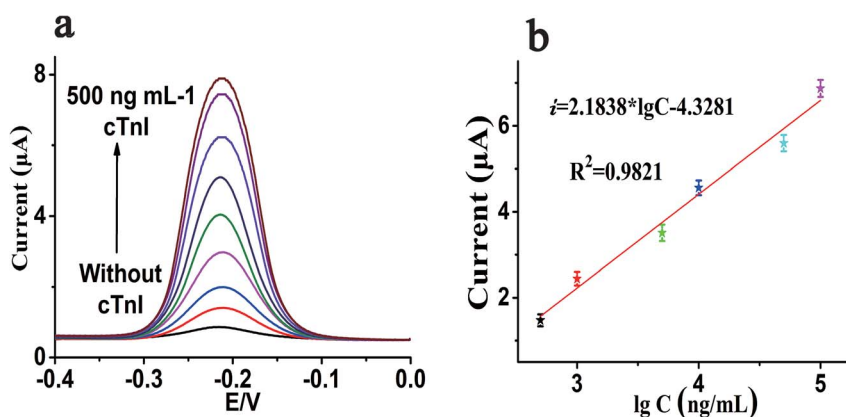 a
8
4
0
Current (μA)
500 ng mL-1
cTnI
Without
cTnI
-0.4
-0.3
-0.2
-0.1
0.0
E/V
b
i=2.1838*lgC-4.3281
R²=0.9821
6
4
2
Current (μA)
3
4
5
lg C (ng/mL)